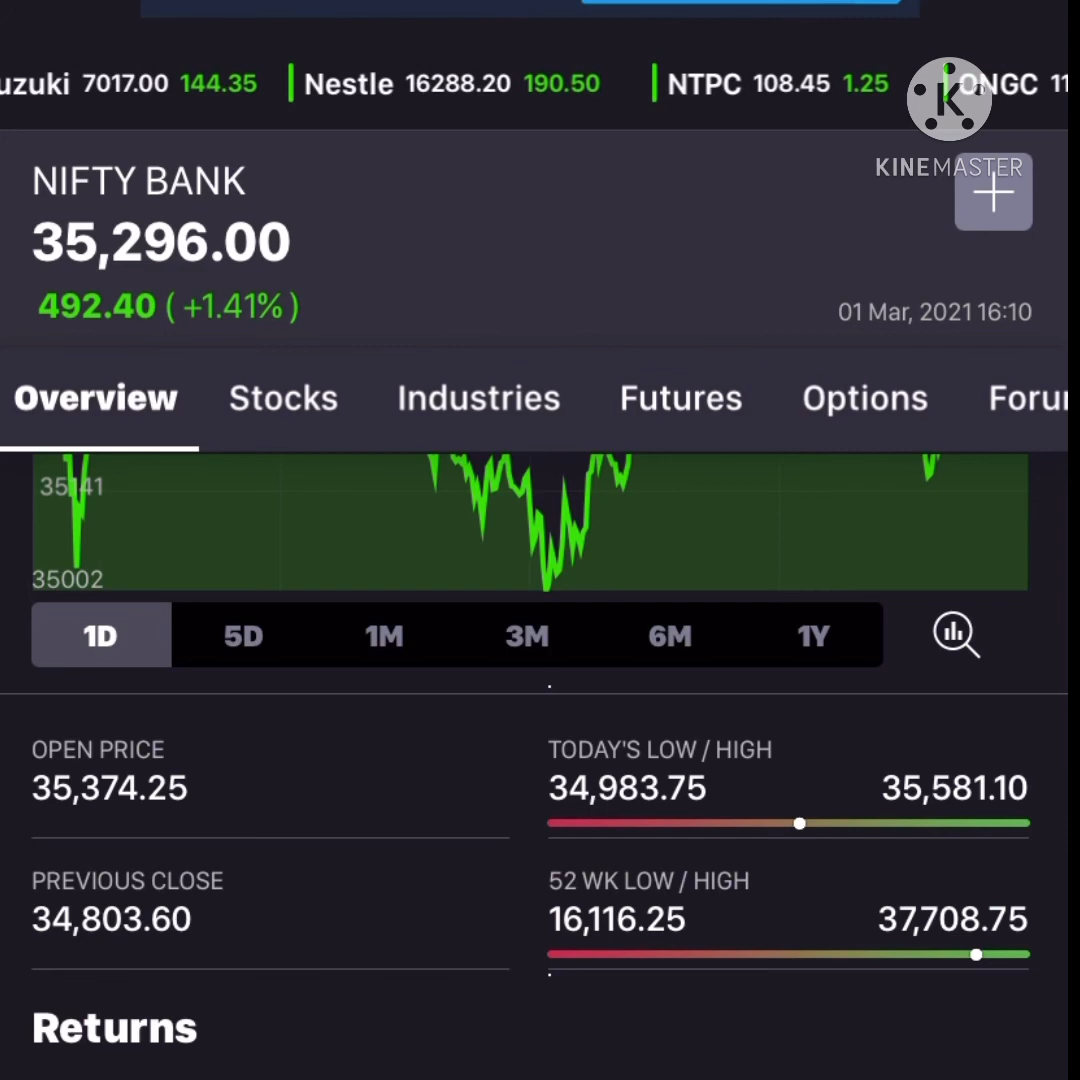 uzuki 7017.00 144.35 Nestle 16288.20 190.50 NTPC 108.45 1.25 ONGC 11
K
KINEMASTER
NIFTY BANK
35,296.00
492.40 ( +1.41% )
01 Mar, 2021 16:10
Overview Stocks Industries Futures Options Foru
35141
35002
1D 5D 1M 3M 6M 1Y
OPEN PRICE
35,374.25
TODAY'S LOW / HIGH
34,983.75 35,581.10
PREVIOUS CLOSE
34,803.60
52 WK LOW / HIGH
16,116.25 37,708.75
Returns